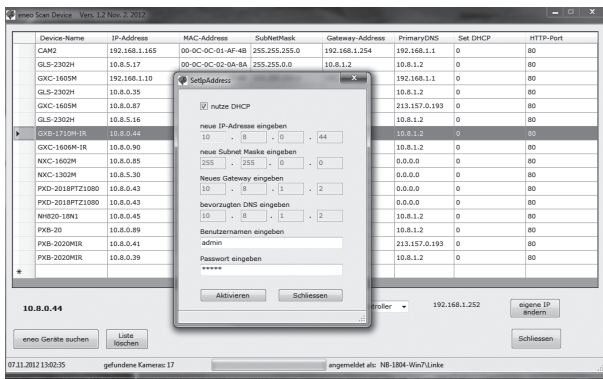 eneo Scan Device Vers. 1.2 Nov. 2. 2012
Device-Name IP-Address MAC-Address SubNetMask Gateway-Address PrimaryDNS Set DHCP HTTP-Port
CAM2 192.168.1.165 00-0C-0C-01-AF-4B 255.255.255.0 192.168.1.254 192.168.1.1 0 80
GLS-2302H 10.8.5.17 00-0C-0C-02-0A-8A 255.255.0.0 10.8.1.2 10.8.1.2 0 80
GXC-1605M 192.168.1.10 192.168.1.1 0 80
GLS-2302H 10.8.0.35 10.8.1.2 0 80
GXC-1605M 10.8.0.87 213.157.0.193 0 80
GLS-2302H 10.8.5.16 10.8.1.2 0 80
GXB-1710M-IR 10.8.0.44 10.8.1.2 0 80
GXC-1606M-IR 10.8.0.90 10.8.1.2 0 80
NXC-1602M 10.8.0.85 0.0.0.0 0 80
NXC-1302M 10.8.5.30 0.0.0.0 0 80
PXD-2018PTZ1080 10.8.0.43 0.0.0.0 0 80
PXD-2018PTZ1080 10.8.0.43 0.0.0.0 0 80
NH820-18N1 10.8.0.45 10.8.1.2 0 80
PXB-20 10.8.0.89 10.8.1.2 0 80
PXB-2020MIR 10.8.0.41 213.157.0.193 0 80
PXB-2020MIR 10.8.0.39 10.8.1.2 0 80
SetIpAddress
nutze DHCP
neue IP-Adresse eingeben
10 . 8 . 0 . 44
neue Subnet Maske eingeben
255 . 255 . 0 . 0
Neues Gateway eingeben
10 . 8 . 1 . 2
bevorzugten DNS eingeben
10 . 8 . 1 . 2
Benutzernamen eingeben
admin
Passwort eingeben
*****
Aktivieren Schliessen
10.8.0.44
troller 192.168.1.252 eigene IP ändern
eneo Geräte suchen Liste löschen Schliessen
07.11.2012 13:02:35 gefundene Kameras: 17 angemeldet als: NB-1804-Win7\Linke